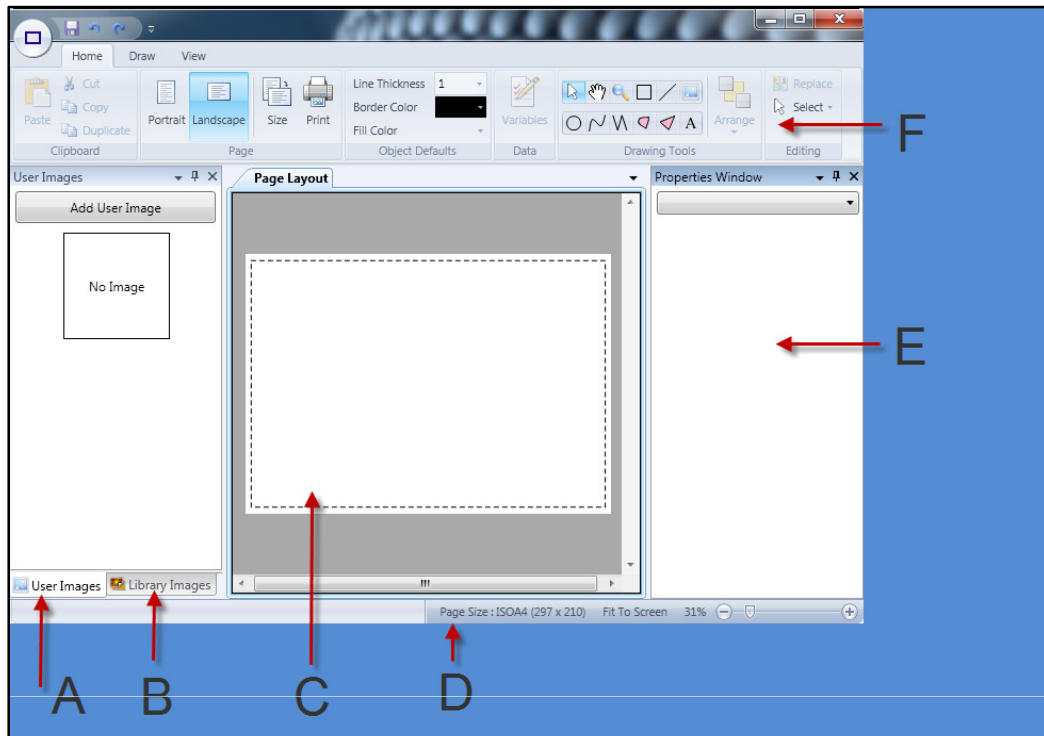 Home Draw View
Paste
Cut
Copy
Duplicate
Clipboard
Portrait Landscape Size Print
Page
Line Thickness 1
Border Color
Fill Color
Object Defaults
Variables
Data
A
Arrange
Drawing Tools
Replace
Select
Editing
F
User Images
Add User Image
No Image
Page Layout
Properties Window
E
User Images Library Images
Page Size : ISOA4 (297 x 210) Fit To Screen 31%
A B C D